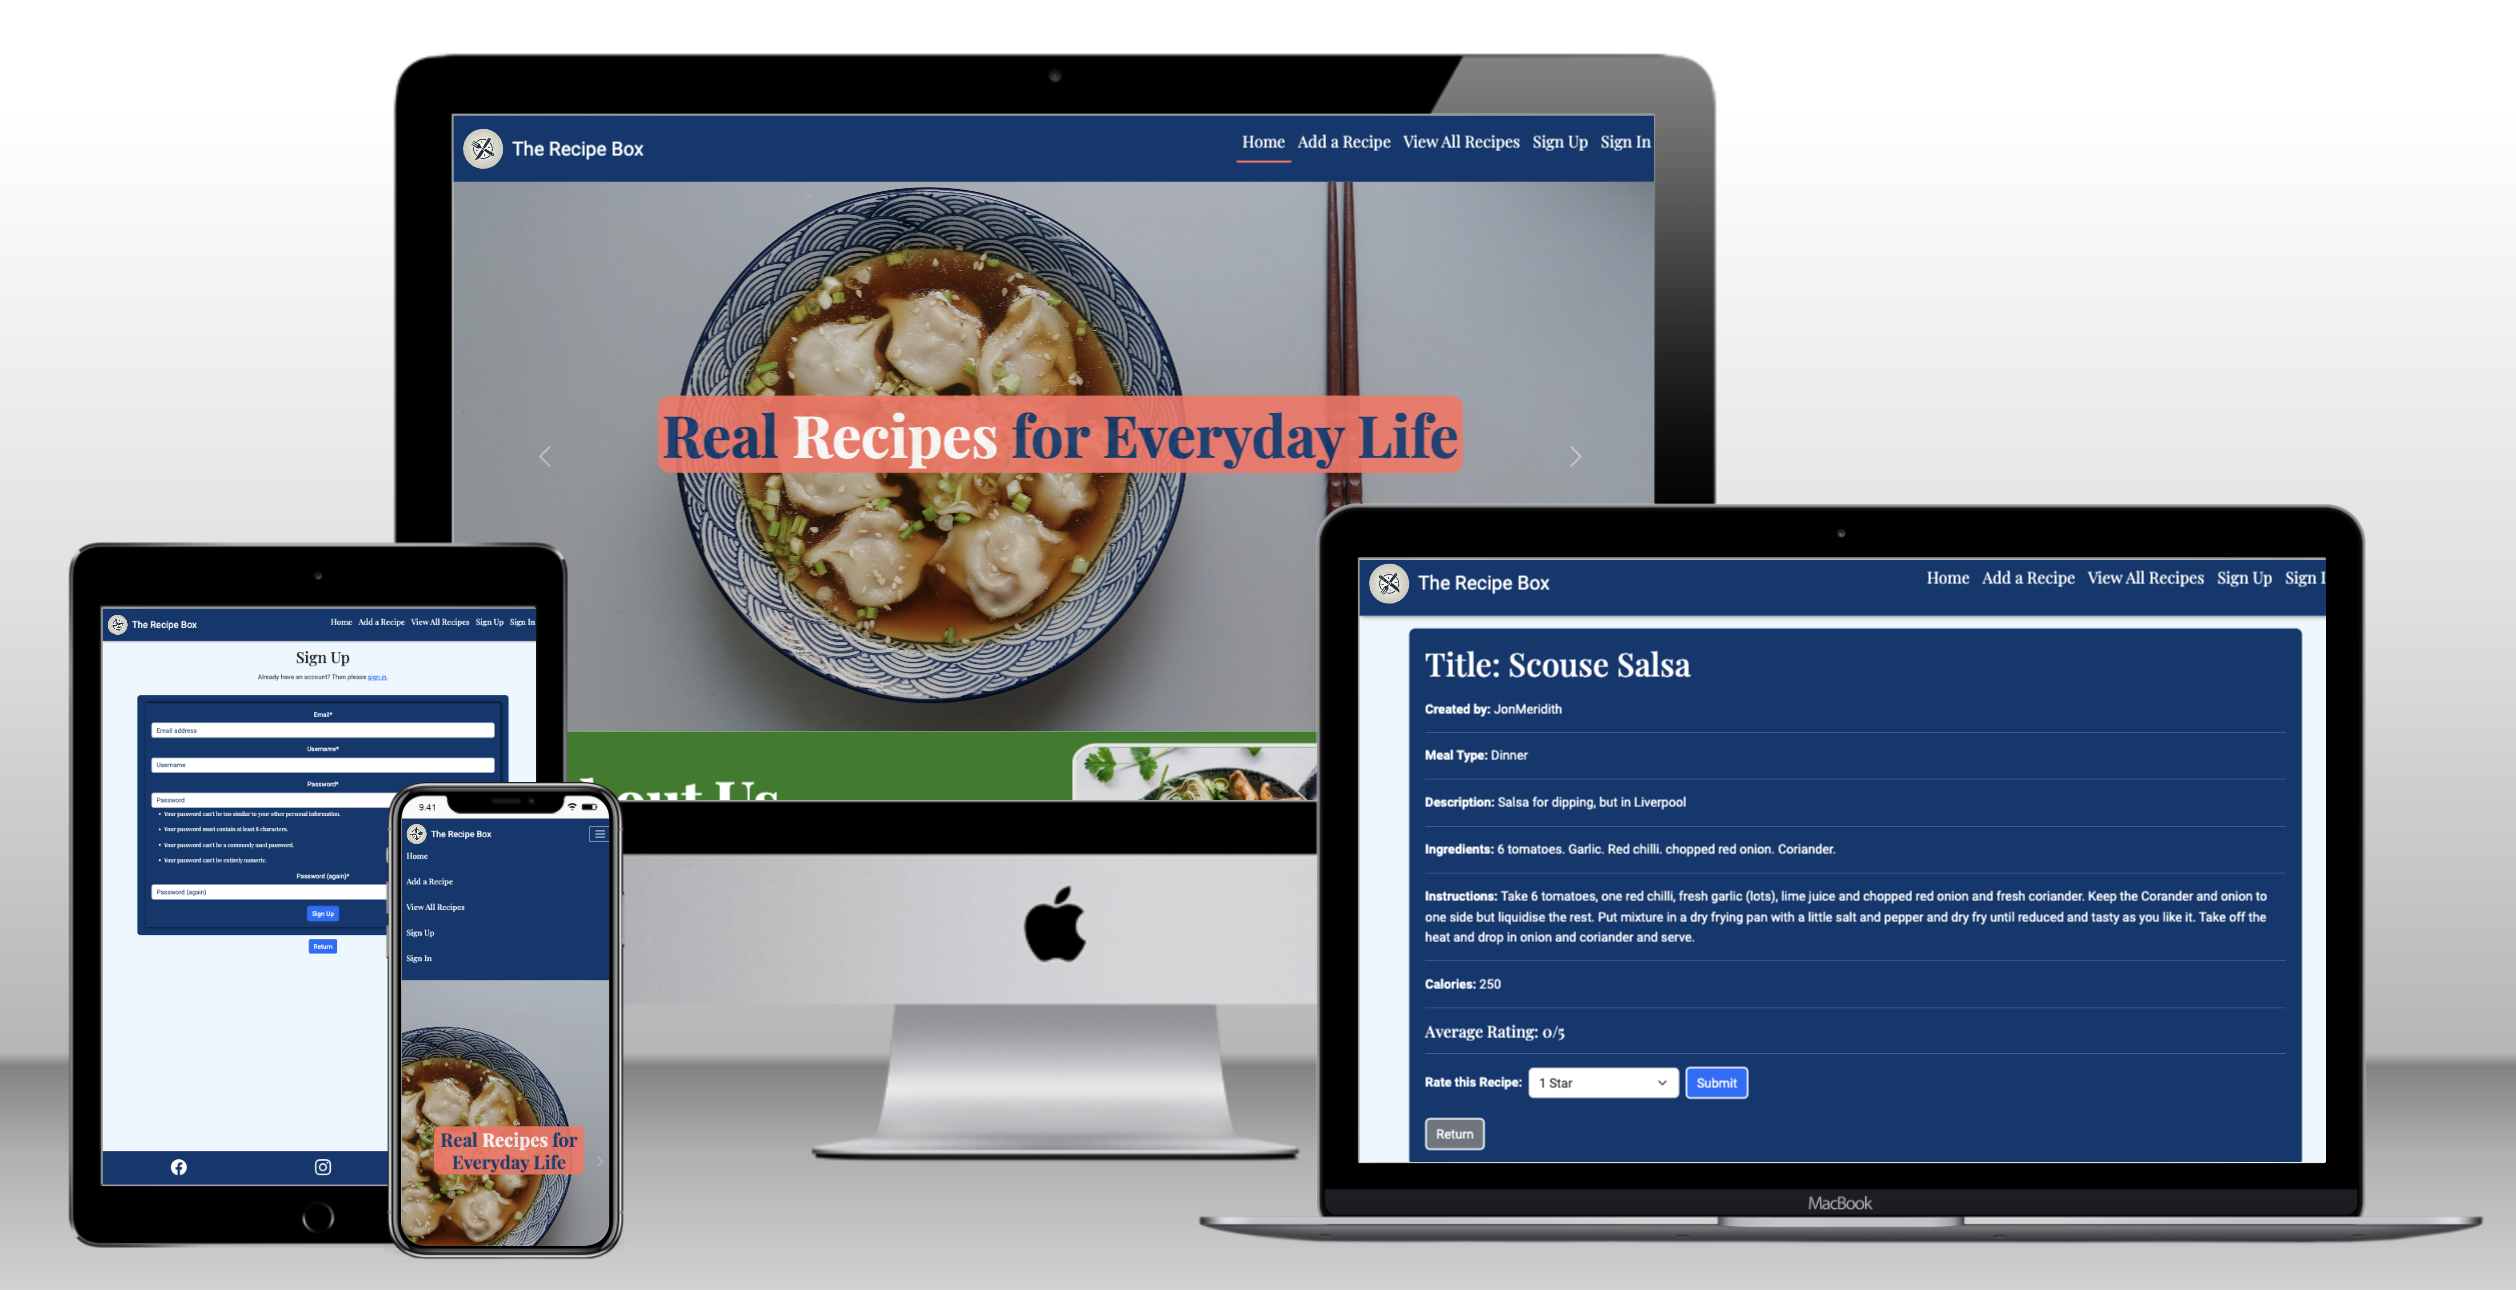 The Recipe Box
Home Add a Recipe View All Recipes Sign Up Sign In
Real Recipes for Everyday Life
out Us
The Recipe Box
Home Add a Recipe View All Recipes Sign Up Sign In
Sign Up
Already have an account? Then please sign in.
Email*
Email address
Username*
Username
Password*
Password
• Your password can't be too similar to your other personal information.
• Your password must contain at least 8 characters.
• Your password can't be a commonly used password.
• Your password can't be entirely numeric.
Password (again)*
Password (again)
Sign Up
Return
9.41
The Recipe Box
Home
Add a Recipe
View All Recipes
Sign Up
Sign In
Real Recipes for
Everyday Life
The Recipe Box
Home Add a Recipe View All Recipes Sign Up Sign I
Title: Scouse Salsa
Created by: JonMeridith
Meal Type: Dinner
Description: Salsa for dipping, but in Liverpool
Ingredients: 6 tomatoes. Garlic. Red chilli. chopped red onion. Coriander.
Instructions: Take 6 tomatoes, one red chilli, fresh garlic (lots), lime juice and chopped red onion and fresh coriander. Keep the Corander and onion to
one side but liquidise the rest. Put mixture in a dry frying pan with a little salt and pepper and dry fry until reduced and tasty as you like it. Take off the
heat and drop in onion and coriander and serve.
Calories: 250
Average Rating: 0/5
Rate this Recipe: 1 Star Submit
Return
MacBook